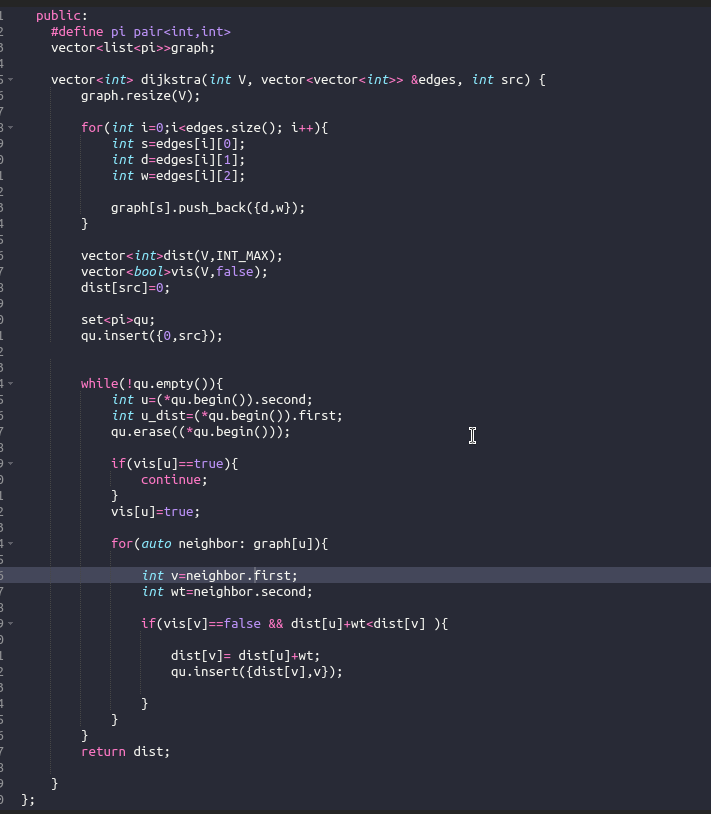 public:
#define pi pair<int,int>
vector<list<pi>>graph;
vector<int> dijkstra(int V, vector<vector<int>> &edges, int src) {
graph.resize(V);
for(int i=0;i<edges.size(); i++){
int s=edges[i][0];
int d=edges[i][1];
int w=edges[i][2];
graph[s].push_back({d,w});
}
vector<int>dist(V,INT_MAX);
vector<bool>vis(V,false);
dist[src]=0;
set<pi>qu;
qu.insert({0,src});
while(!qu.empty()){
int u=(*qu.begin()).second;
int u_dist=(*qu.begin()).first;
qu.erase((*qu.begin()));
if(vis[u]==true){
continue;
}
vis[u]=true;
for(auto neighbor: graph[u]){
int v=neighbor.first;
int wt=neighbor.second;
if(vis[v]==false && dist[u]+wt<dist[v] ){
dist[v]= dist[u]+wt;
qu.insert({dist[v],v});
}
}
}
return dist;
}
};